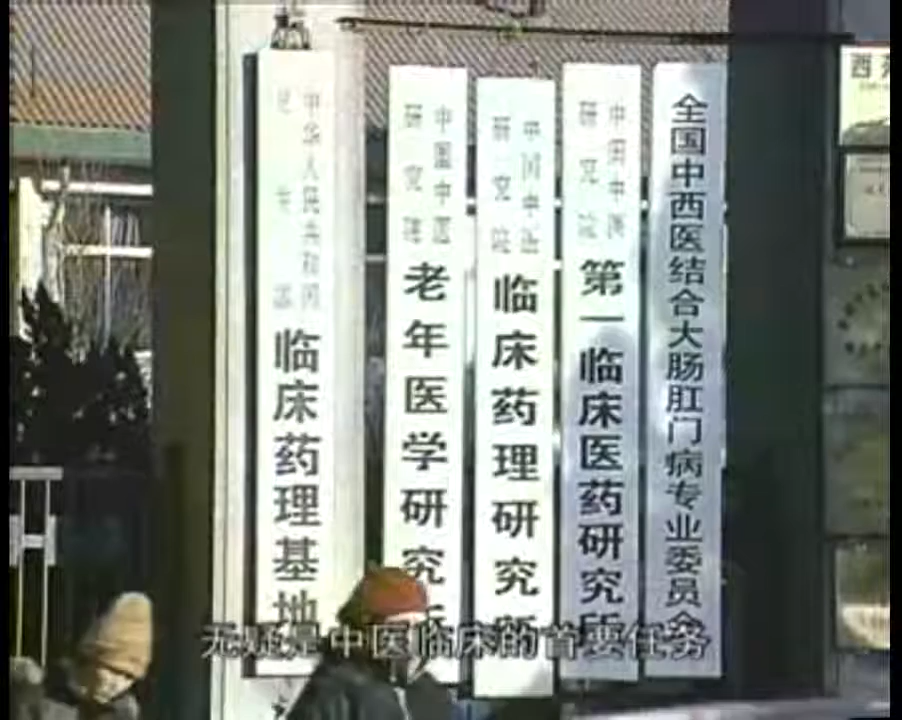 中华人民共和国
临床药理基地
中国中医
研究院
老年医学研究所
中国中医
研究院
临床药理研究所
中国中医
研究院
第一临床医药研究所
全国中西医结合大肠肛门病专业委员会
西
无疑是中医临床的首要任务